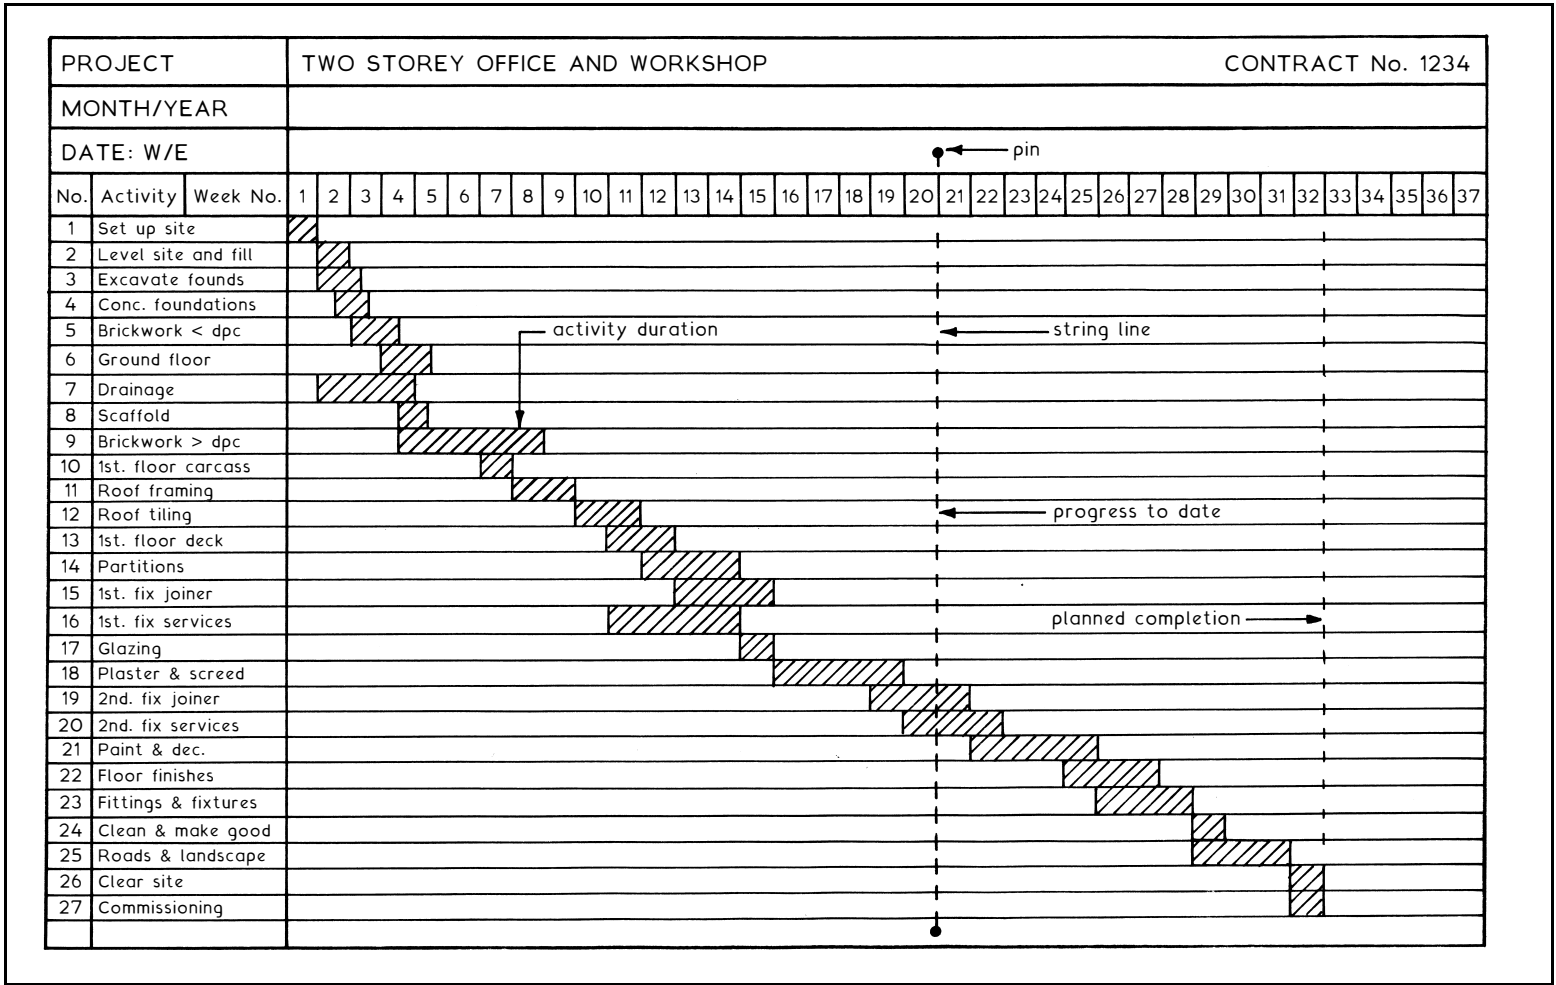 PROJECT TWO STOREY OFFICE AND WORKSHOP CONTRACT No. 1234
MONTH/YEAR
DATE: W/E pin
No. Activity Week No. 1 2 3 4 5 6 7 8 9 10 11 12 13 14 15 16 17 18 19 20 21 22 23 24 25 26 27 28 29 30 31 32 33 34 35 36 37
1 Set up site
2 Level site and fill
3 Excavate founds
4 Conc. foundations
5 Brickwork < dpc activity duration string line
6 Ground floor
7 Drainage
8 Scaffold
9 Brickwork > dpc
10 1st. floor carcass
11 Roof framing
12 Roof tiling progress to date
13 1st. floor deck
14 Partitions
15 1st. fix joiner
16 1st. fix services planned completion
17 Glazing
18 Plaster & screed
19 2nd. fix joiner
20 2nd. fix services
21 Paint & dec.
22 Floor finishes
23 Fittings & fixtures
24 Clean & make good
25 Roads & landscape
26 Clear site
27 Commissioning